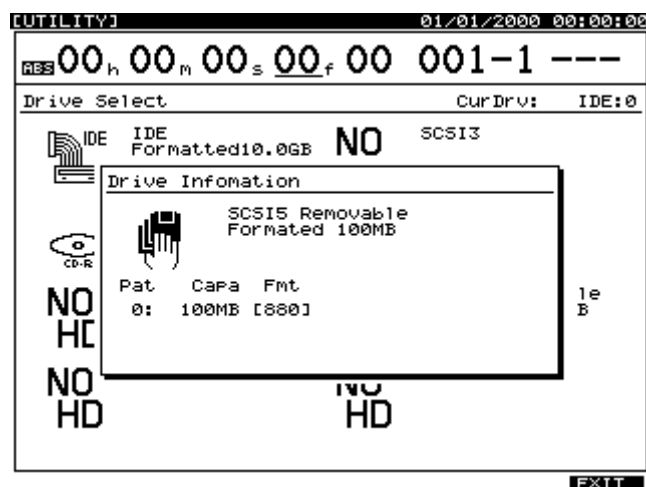 [UTILITY] 01/01/2000 00:00:00
ABS 00h 00m 00s 00f 00 001-1 ---
Drive Select CurDrv: IDE:0
IDE IDE NO SCSI3
Formatted10.0GB
Drive Infomation
SCSI5 Removable
Formated 100MB
CD-R
Pat Capa Fmt
0: 100MB [880]
NO le
HD B
NO NO
HD HD
EXIT